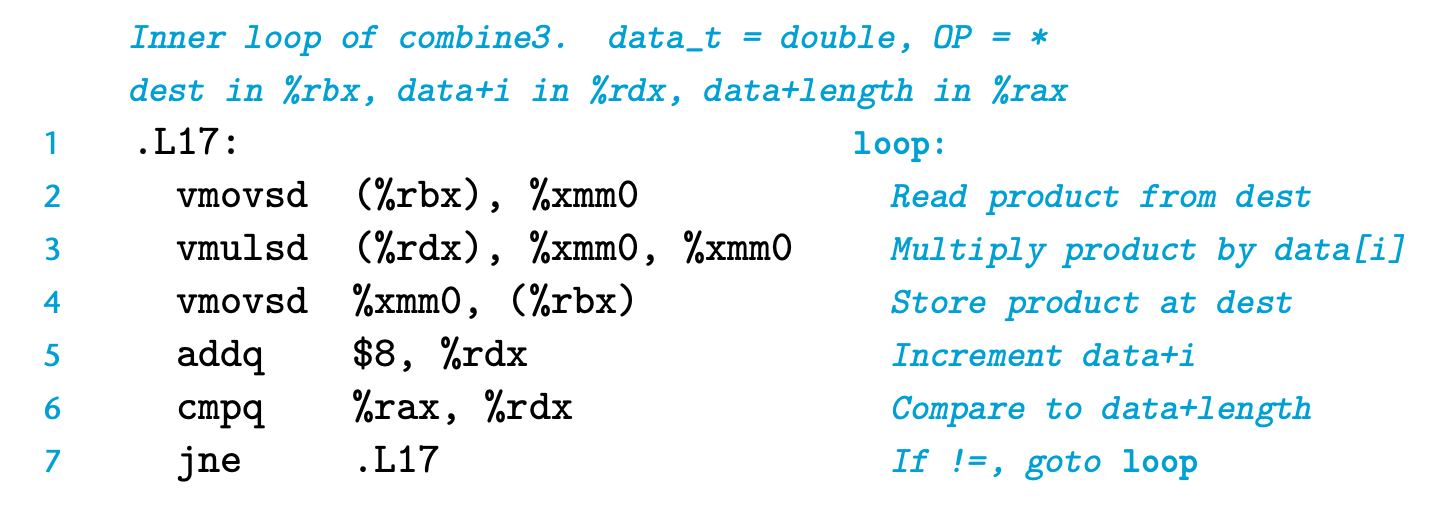 Inner loop of combine3. data_t = double, OP = *
dest in %rbx, data+i in %rdx, data+length in %rax
1 .L17: loop:
2 vmovsd (%rbx), %xmm0 Read product from dest
3 vmulsd (%rdx), %xmm0, %xmm0 Multiply product by data[i]
4 vmovsd %xmm0, (%rbx) Store product at dest
5 addq $8, %rdx Increment data+i
6 cmpq %rax, %rdx Compare to data+length
7 jne .L17 If !=, goto loop